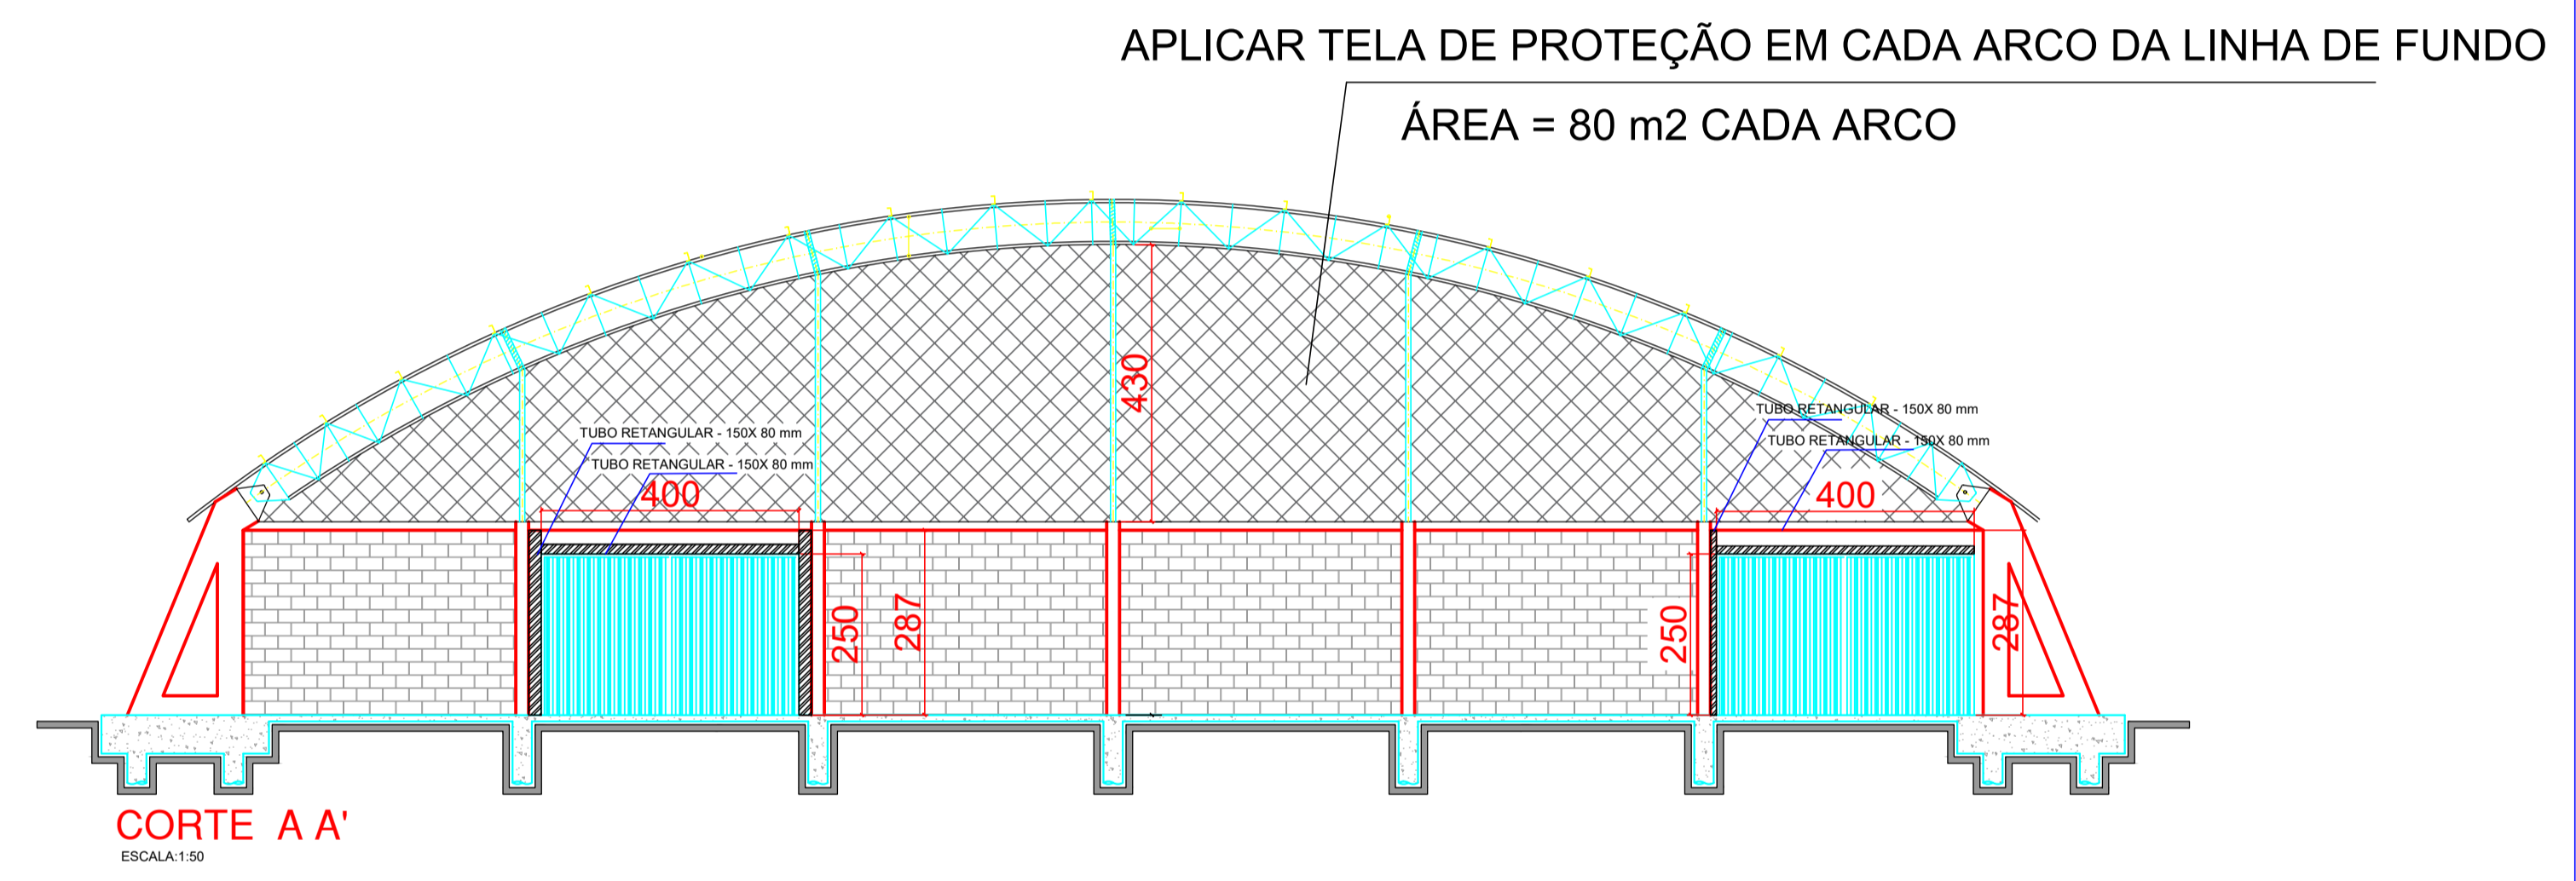 APLICAR TELA DE PROTEÇÃO EM CADA ARCO DA LINHA DE FUNDO
ÁREA = 80 m2 CADA ARCO
430
TUBO RETANGULAR - 150X 80 mm
TUBO RETANGULAR - 150X 80 mm
400
TUBO RETANGULAR - 150X 80 mm
TUBO RETANGULAR - 150X 80 mm
400
250
287
250
287
CORTE A A'
ESCALA:1:50